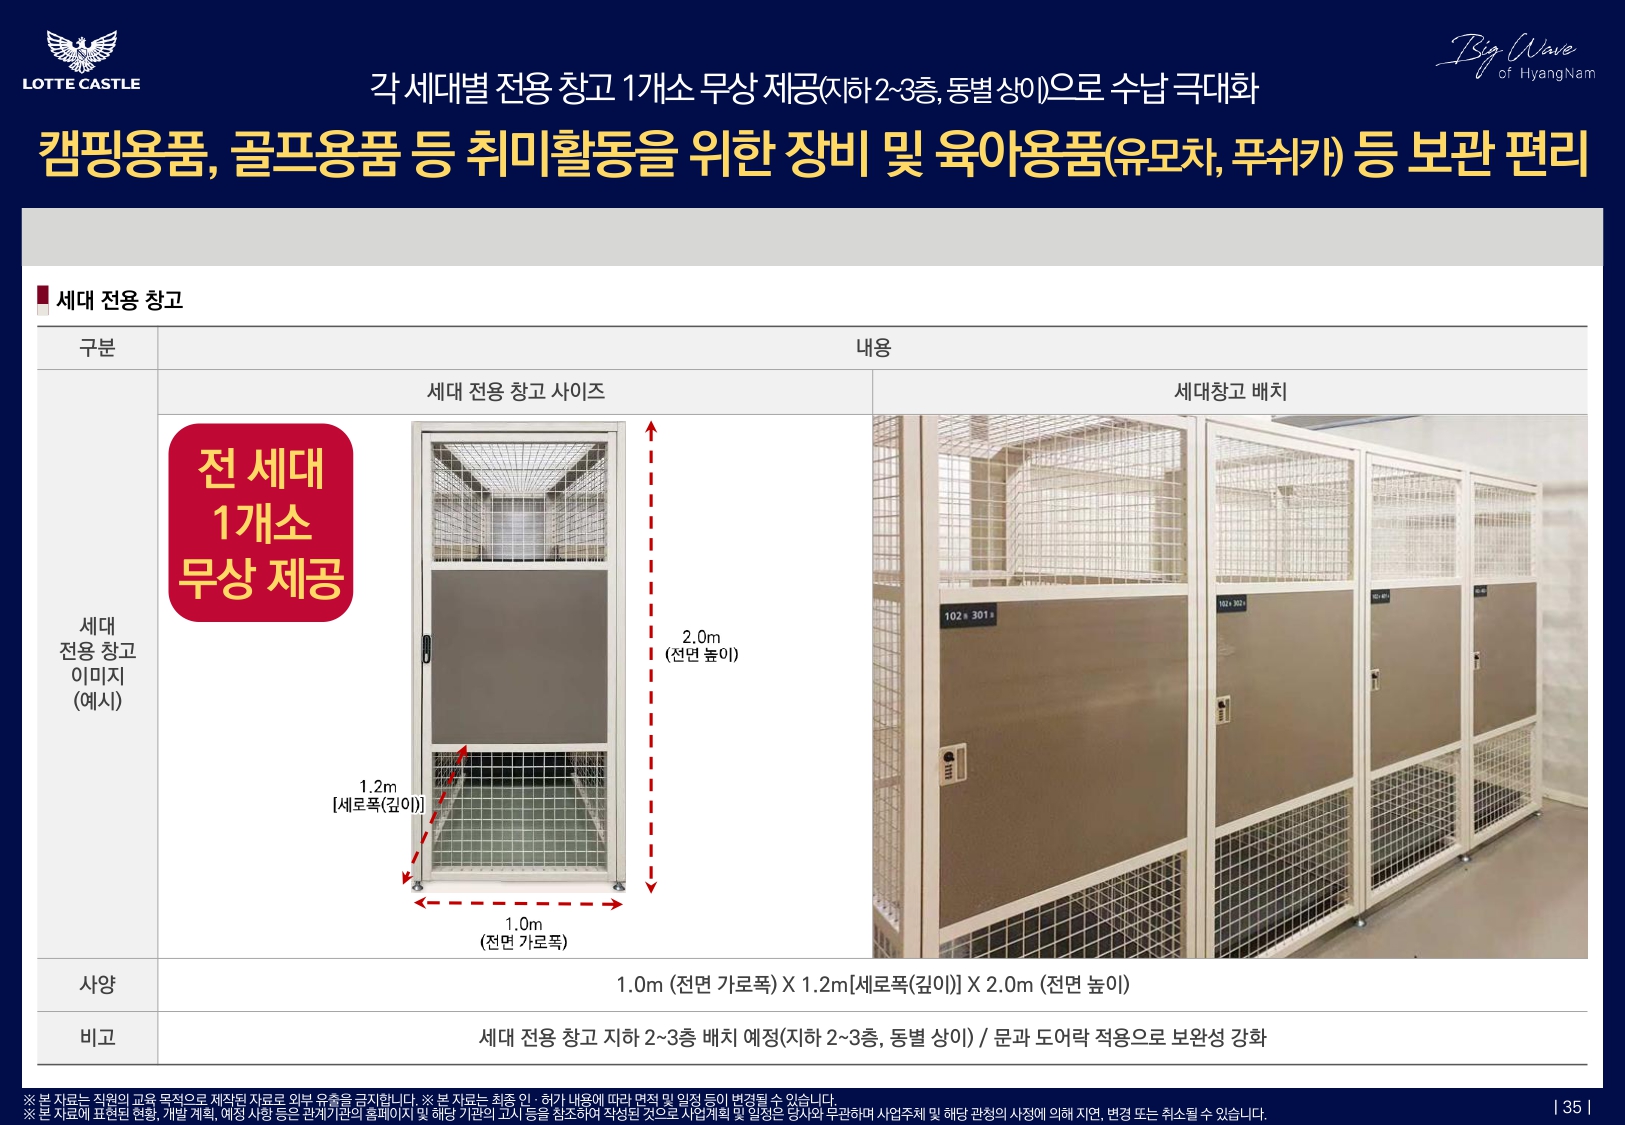 LOTTE CASTLE
Big Wave
of HyangNam
각 세대별 전용 창고 1개소 무상 제공(지하 2~3층, 동별 상이)으로 수납 극대화
캠핑용품, 골프용품 등 취미활동을 위한 장비 및 육아용품(유모차, 푸쉬카) 등 보관 편리
세대 전용 창고
구분
내용
세대 전용 창고 사이즈
세대창고 배치
세대
전용 창고
이미지
(예시)
전 세대
1개소
무상 제공
2.0m
(전면 높이)
1.2m
[세로폭(깊이)]
1.0m
(전면 가로폭)
102동 301호
102동 302호
사양
1.0m (전면 가로폭) X 1.2m[세로폭(깊이)] X 2.0m (전면 높이)
비고
세대 전용 창고 지하 2~3층 배치 예정(지하 2~3층, 동별 상이) / 문과 도어락 적용으로 보완성 강화
※ 본 자료는 직원의 교육 목적으로 제작된 자료로 외부 유출을 금지합니다. ※ 본 자료는 최종 인 · 허가 내용에 따라 면적 및 일정 등이 변경될 수 있습니다.
※ 본 자료에 표현된 현황, 개발 계획, 예정 사항 등은 관계기관의 홈페이지 및 해당 기관의 고시 등을 참조하여 작성된 것으로 사업계획 및 일정은 당사와 무관하며 사업주체 및 해당 관청의 사정에 의해 지연, 변경 또는 취소될 수 있습니다.
| 35 |